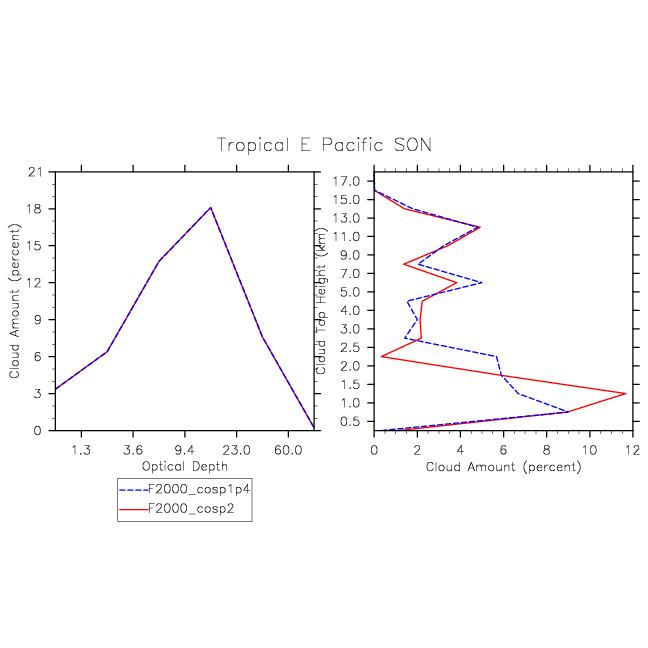 Tropical E Pacific SON
Cloud Amount (percent)
21
18
15
12
9
6
3
0
1.3 3.6 9.4 23.0 60.0
Optical Depth
Cloud Top Height (km)
17.0
15.0
13.0
11.0
9.0
7.0
5.0
4.0
3.0
2.5
2.0
1.5
1.0
0.5
0 2 4 6 8 10 12
Cloud Amount (percent)
F2000_cosp1p4
F2000_cosp2